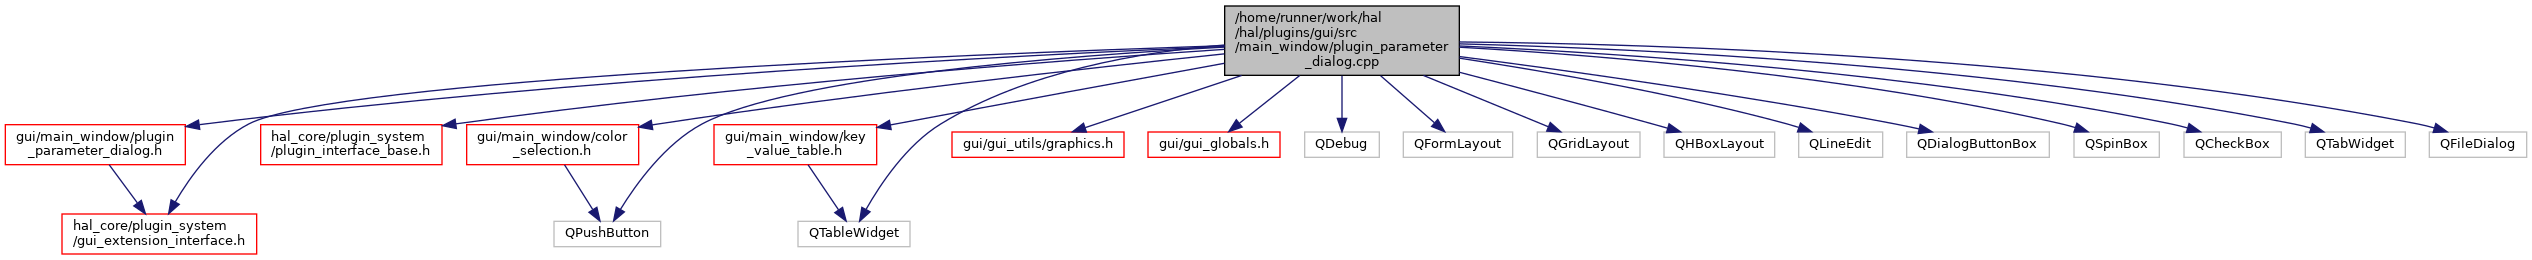 /home/runner/work/hal
/hal/plugins/gui/src
/main_window/plugin_parameter
_dialog.cpp
gui/main_window/plugin
_parameter_dialog.h
hal_core/plugin_system
/plugin_interface_base.h
gui/main_window/color
_selection.h
gui/main_window/key
_value_table.h
gui/gui_utils/graphics.h
gui/gui_globals.h
QDebug
QFormLayout
QGridLayout
QHBoxLayout
QLineEdit
QDialogButtonBox
QSpinBox
QCheckBox
QTabWidget
QFileDialog
hal_core/plugin_system
/gui_extension_interface.h
QPushButton
QTableWidget